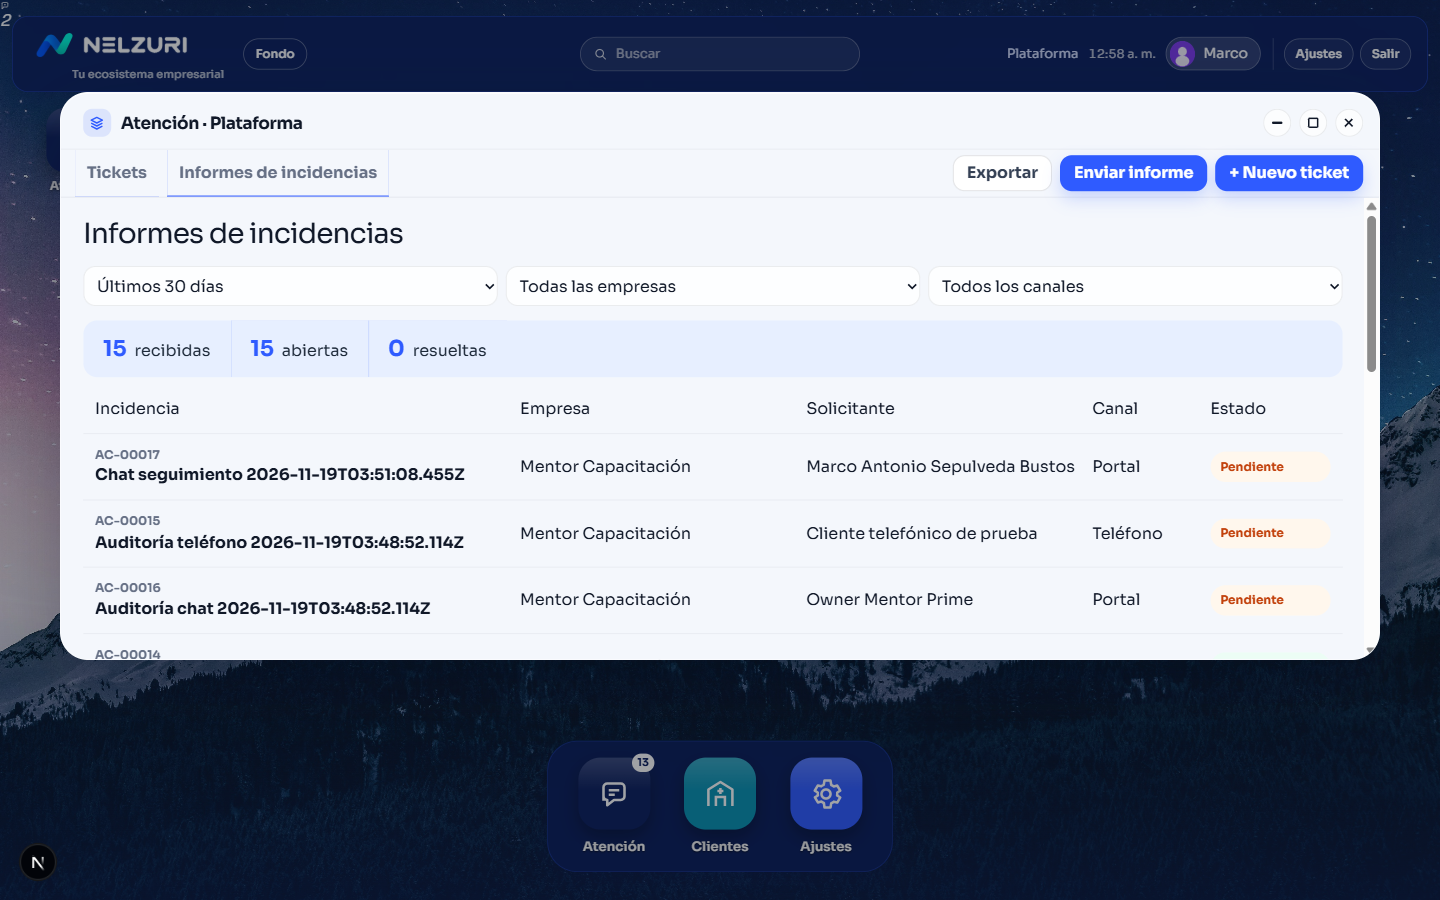 2
NELZURI
Tu ecosistema empresarial
Fondo
Buscar
Plataforma 12:58 a. m. Marco Ajustes Salir
Atención · Plataforma
Tickets Informes de incidencias Exportar Enviar informe + Nuevo ticket
Informes de incidencias
Últimos 30 días Todas las empresas Todos los canales
15 recibidas 15 abiertas 0 resueltas
Incidencia Empresa Solicitante Canal Estado
AC-00017
Chat seguimiento 2026-11-19T03:51:08.455Z Mentor Capacitación Marco Antonio Sepulveda Bustos Portal Pendiente
AC-00015
Auditoría teléfono 2026-11-19T03:48:52.114Z Mentor Capacitación Cliente telefónico de prueba Teléfono Pendiente
AC-00016
Auditoría chat 2026-11-19T03:48:52.114Z Mentor Capacitación Owner Mentor Prime Portal Pendiente
AC-00014
13
Atención Clientes Ajustes
N